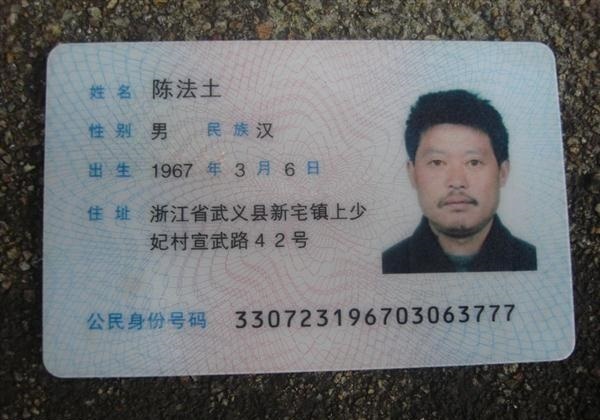 姓名 陈法土
性别 男 民族 汉
出生 1967 年 3 月 6 日
住址 浙江省武义县新宅镇上少
妃村宣武路42号
公民身份号码 330723196703063777